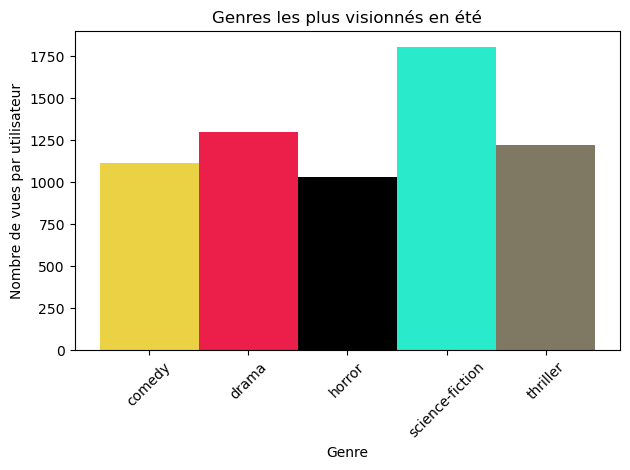 Genres les plus visionnés en été
Nombre de vues par utilisateur
1750
1500
1250
1000
750
500
250
0
comedy
drama
horror
science-fiction
thriller
Genre